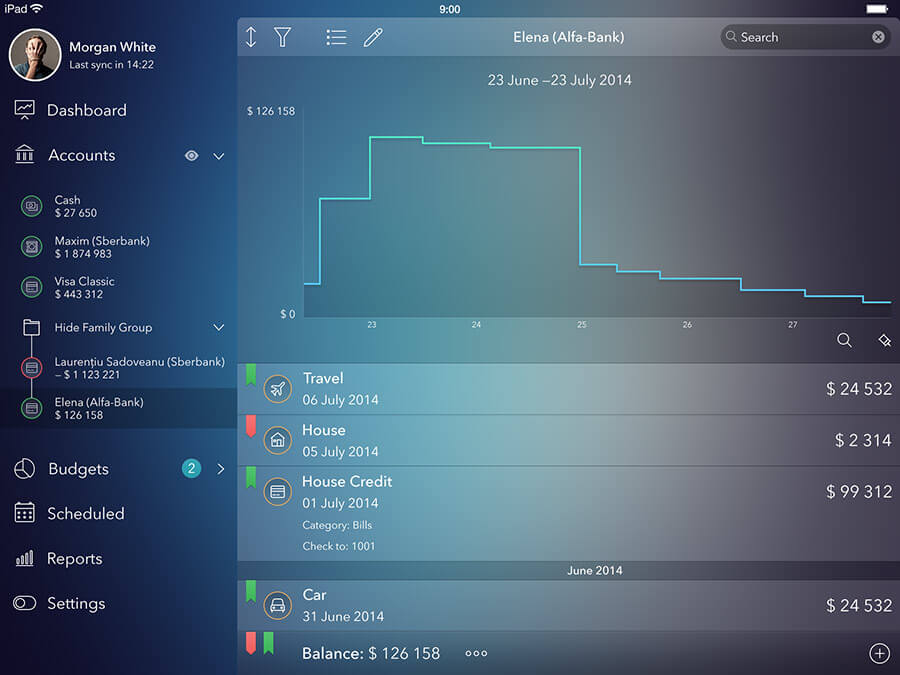 iPad
9:00
Morgan White
Last sync in 14:22
Dashboard
Accounts
Cash
$ 27 650
Maxim (Sberbank)
$ 1 874 983
Visa Classic
$ 443 312
Hide Family Group
Laurențiu Sadoveanu (Sberbank)
– $ 1 123 221
Elena (Alfa-Bank)
$ 126 158
Budgets
2
Scheduled
Reports
Settings
Elena (Alfa-Bank)
Search
23 June –23 July 2014
$ 126 158
$ 0
23 24 25 26 27
Travel
06 July 2014
$ 24 532
House
05 July 2014
$ 2 314
House Credit
01 July 2014
$ 99 312
Category: Bills
Check to: 1001
June 2014
Car
31 June 2014
$ 24 532
Balance: $ 126 158